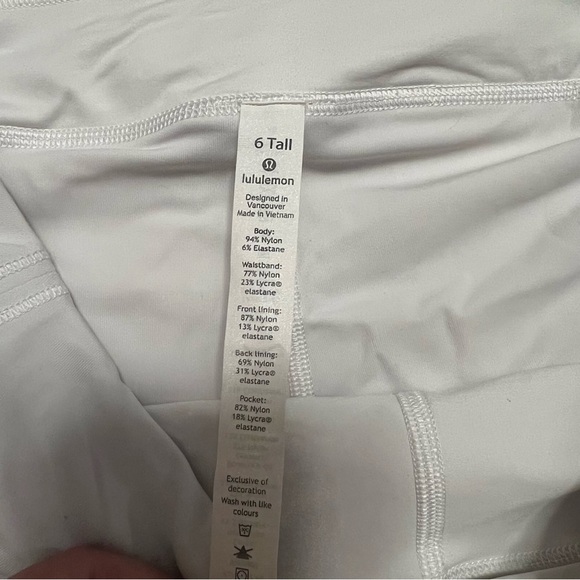 6 Tall
lululemon
Designed in
Vancouver
Made in Vietnam
Body:
94% Nylon
6% Elastane
Waistband:
77% Nylon
23% Lycra®
elastane
Front lining:
87% Nylon
13% Lycra®
elastane
Back lining:
69% Nylon
31% Lycra®
elastane
Pocket:
82% Nylon
18% Lycra®
elastane
Exclusive of
decoration
Wash with like
colours